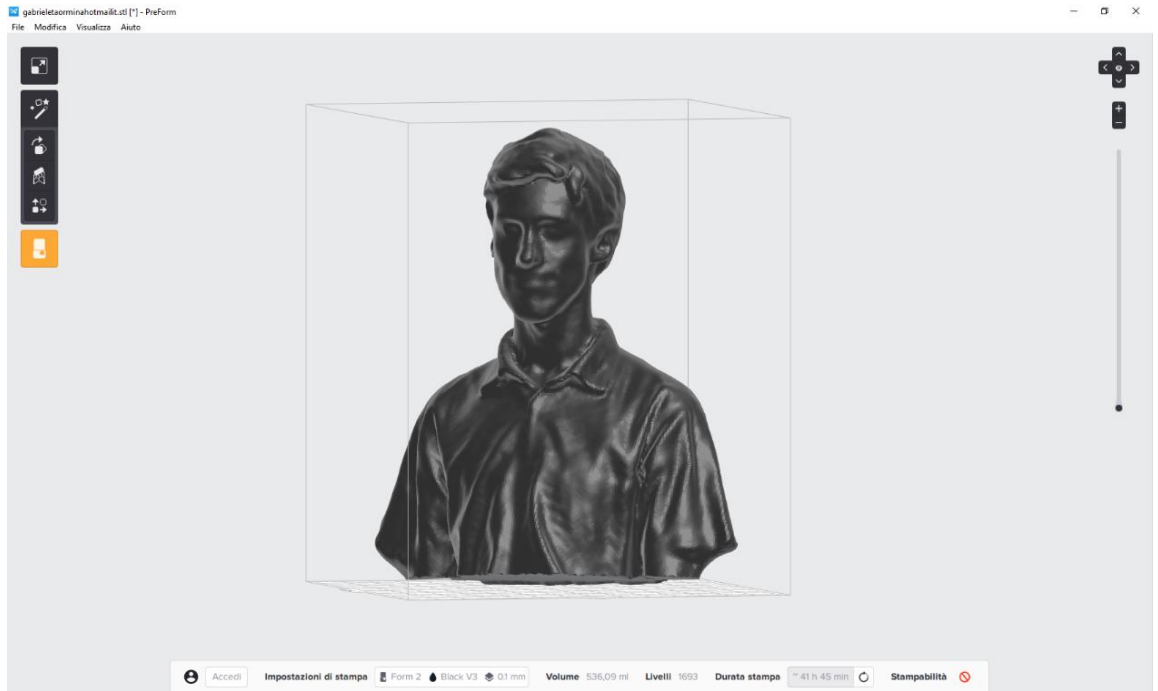 gabrieletaorminahotmailit.stl [*] - PreForm
File Modifica Visualizza Aiuto
Accedi Impostazioni di stampa Form 2 Black V3 0.1 mm Volume 536,09 ml Livelli 1693 Durata stampa ~41 h 45 min Stampabilità